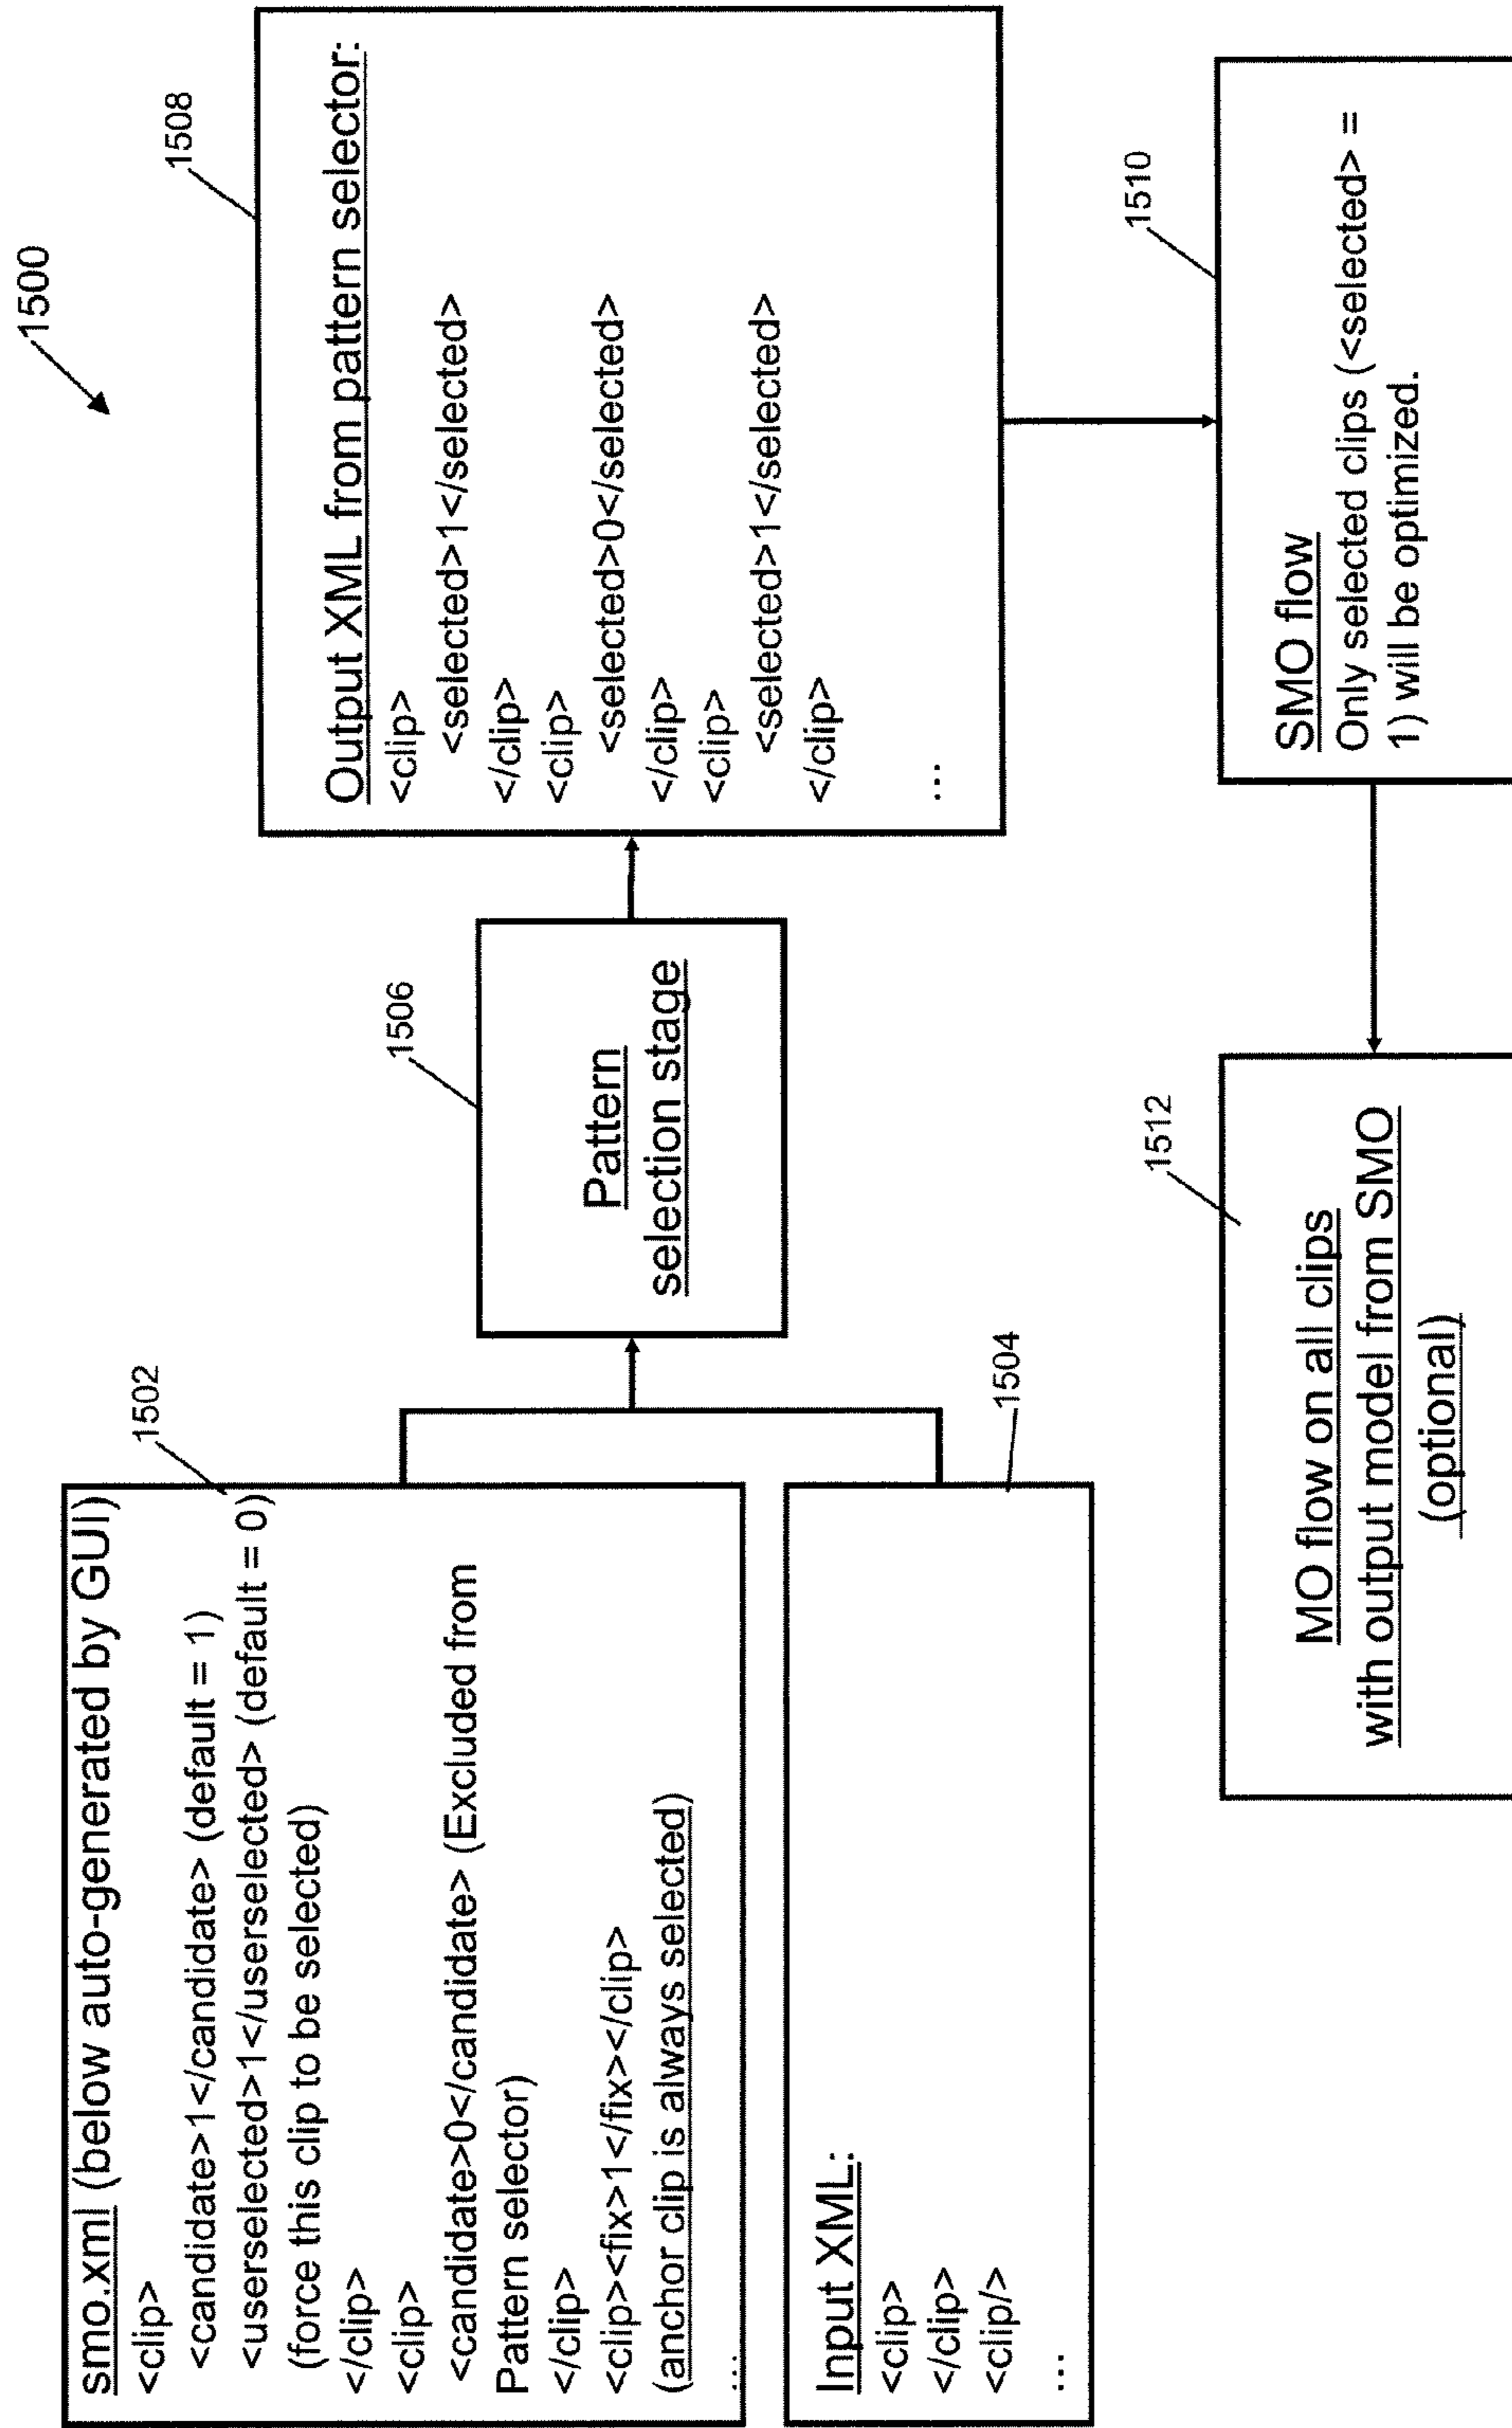 1500
1502
smo.xml (below auto-generated by GUI)
<clip>
<candidate>1</candidate> (default = 1)
<userselected>1</userselected> (default = 0)
(force this clip to be selected)
</clip>
<clip>
<candidate>0</candidate> (Excluded from
Pattern selector)
</clip>
<clip><fix>1</fix></clip>
(anchor clip is always selected)
...
1504
Input XML:
<clip>
</clip>
<clip/>
...
1506
Pattern
selection stage
1508
Output XML from pattern selector:
<clip>
<selected>1</selected>
</clip>
<clip>
<selected>0</selected>
</clip>
<clip>
<selected>1</selected>
</clip>
...
1510
SMO flow
Only selected clips (<selected> =
1) will be optimized.
1512
MO flow on all clips
with output model from SMO
(optional)